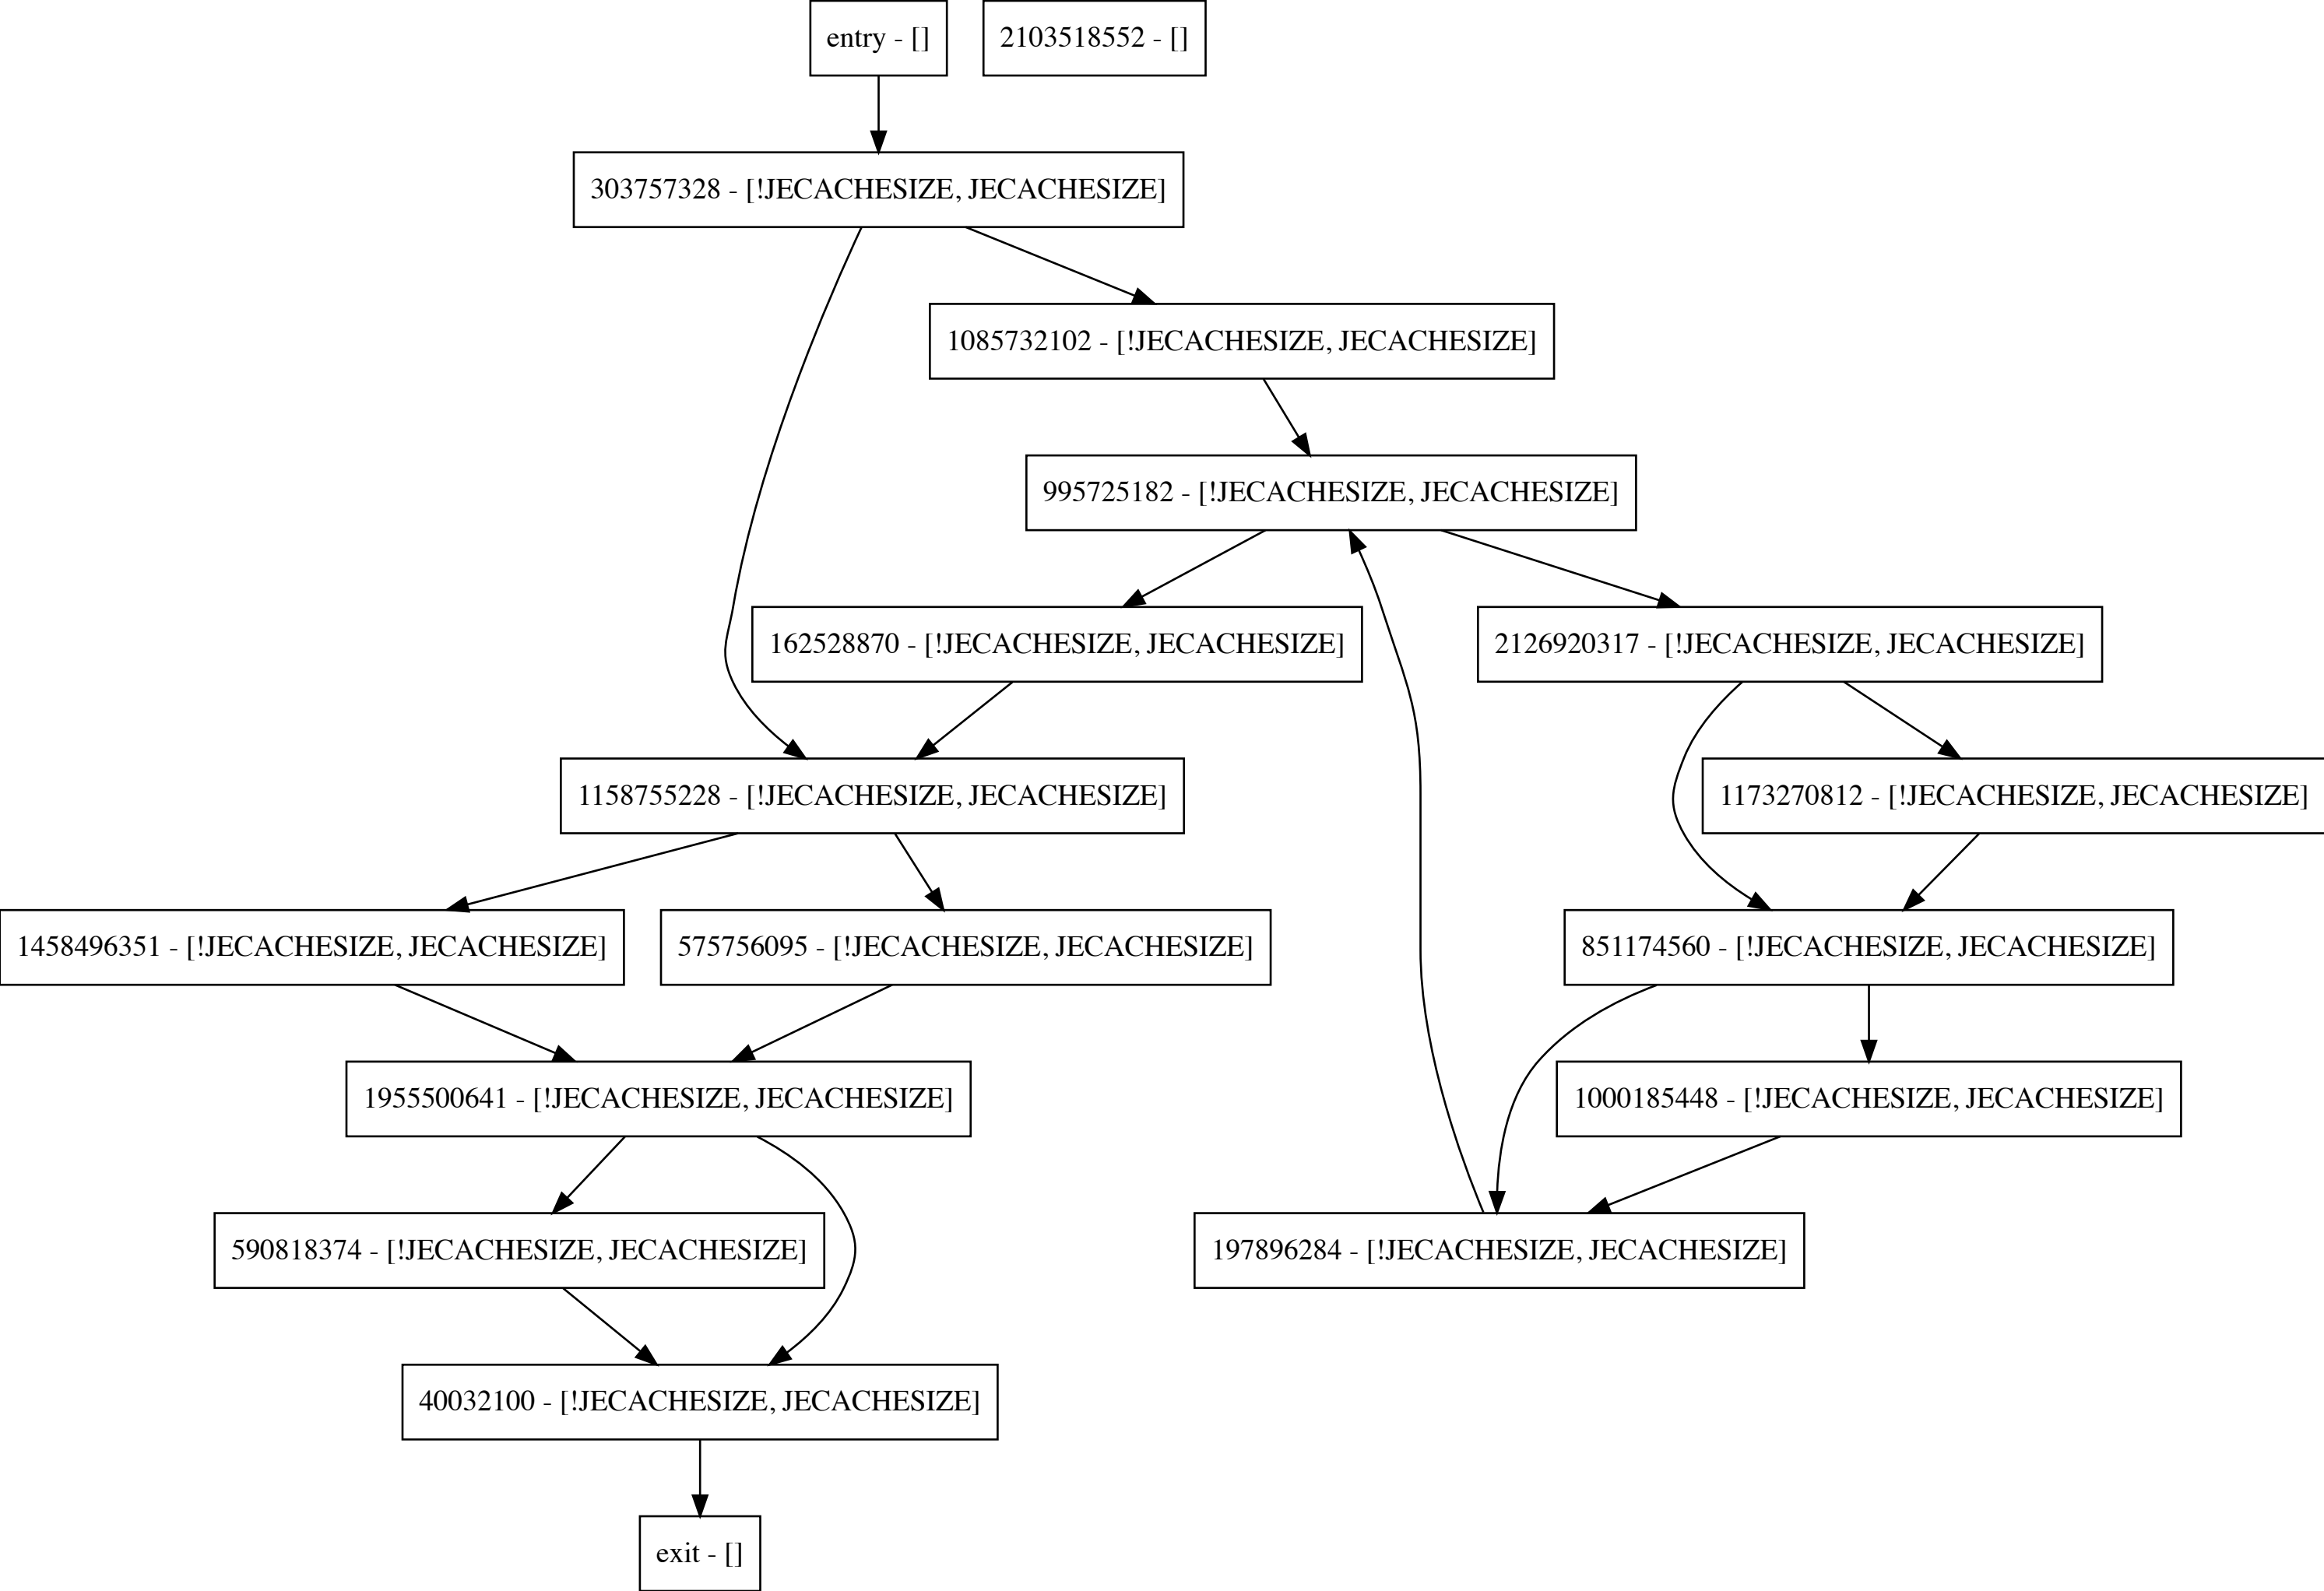 entry - []
2103518552 - []
303757328 - [!JECACHESIZE, JECACHESIZE]
1085732102 - [!JECACHESIZE, JECACHESIZE]
995725182 - [!JECACHESIZE, JECACHESIZE]
162528870 - [!JECACHESIZE, JECACHESIZE]
2126920317 - [!JECACHESIZE, JECACHESIZE]
1158755228 - [!JECACHESIZE, JECACHESIZE]
1173270812 - [!JECACHESIZE, JECACHESIZE]
1458496351 - [!JECACHESIZE, JECACHESIZE]
575756095 - [!JECACHESIZE, JECACHESIZE]
851174560 - [!JECACHESIZE, JECACHESIZE]
1955500641 - [!JECACHESIZE, JECACHESIZE]
1000185448 - [!JECACHESIZE, JECACHESIZE]
590818374 - [!JECACHESIZE, JECACHESIZE]
197896284 - [!JECACHESIZE, JECACHESIZE]
40032100 - [!JECACHESIZE, JECACHESIZE]
exit - []